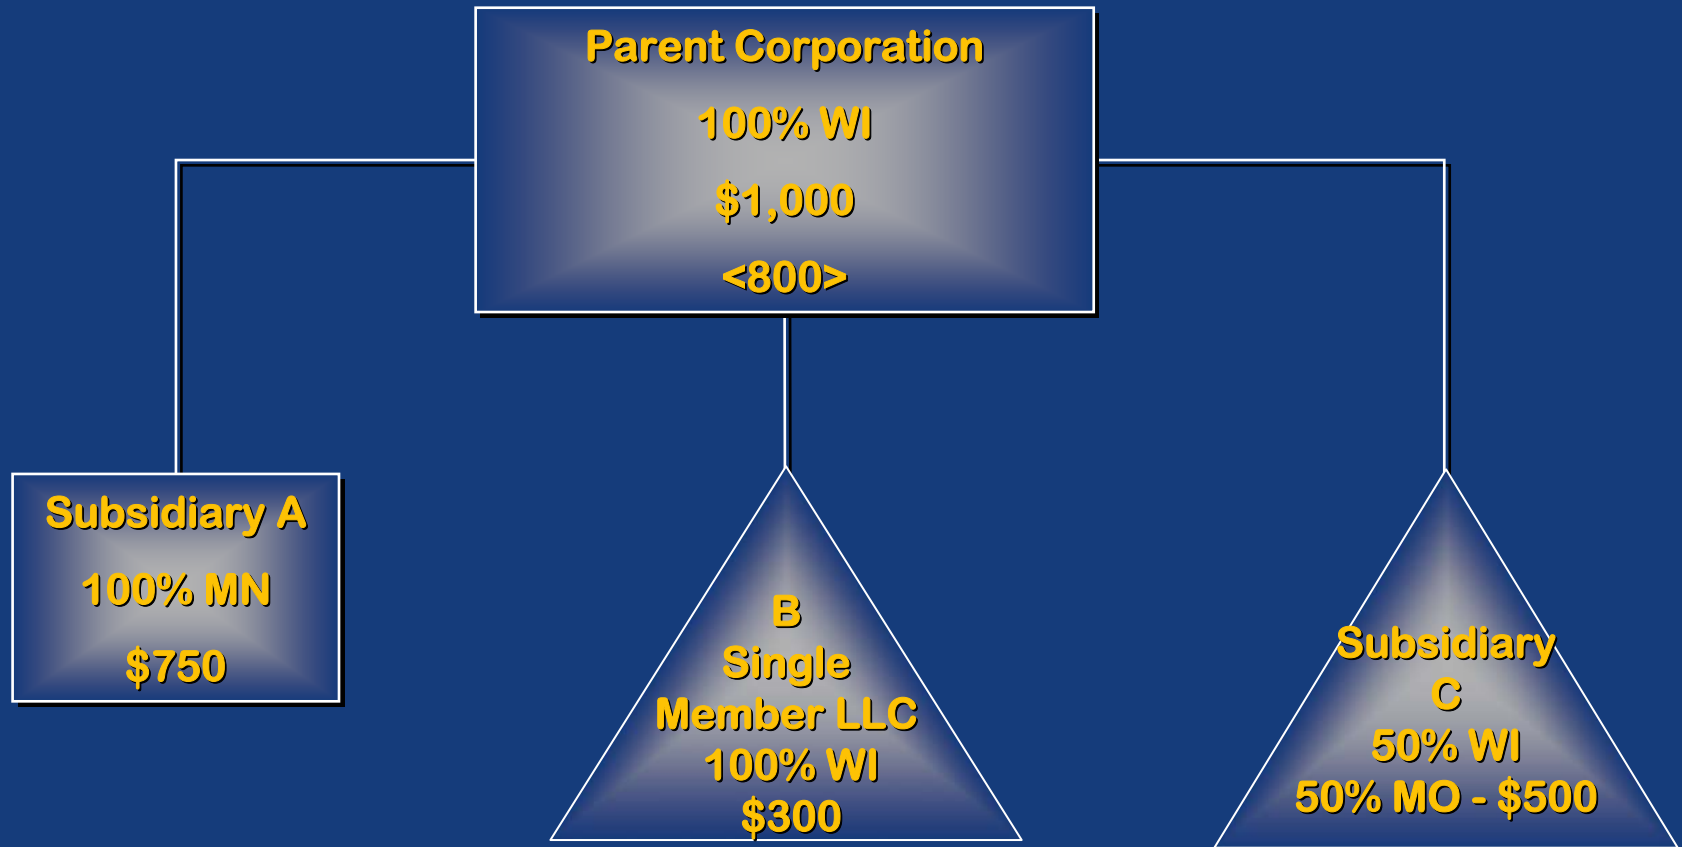 Parent Corporation
100% WI
$1,000
<800>
Subsidiary A
100% MN
$750
B
Single
Member LLC
100% WI
$300
Subsidiary
C
50% WI
50% MO - $500